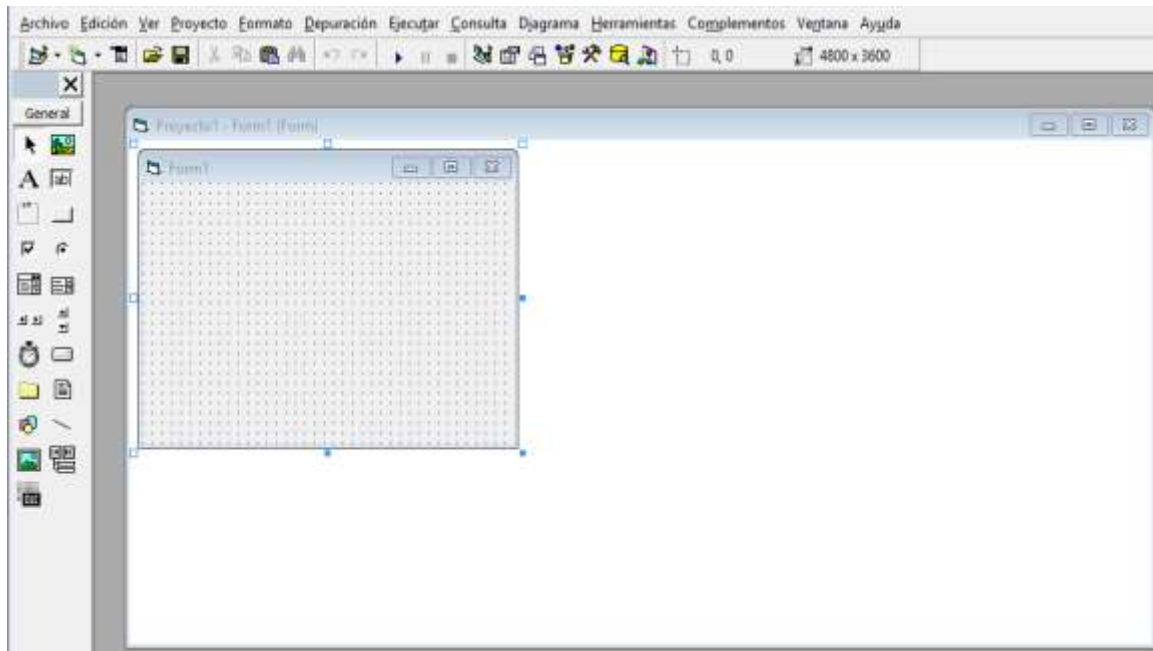 Archivo Edición Ver Proyecto Formato Depuración Ejecutar Consulta Diagrama Herramientas Complementos Ventana Ayuda
0, 0 4800 x 3600
General
Proyecto1 - Form1 (Form)
Form1
A ab